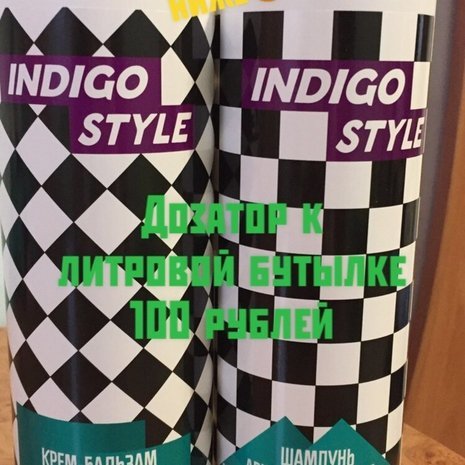 INDIGO
STYLE
INDIGO
STYLE
Дозатор к
литровой бутылке
100 рублей
КРЕМ-БАЛЬЗАМ
ШАМПУНЬ